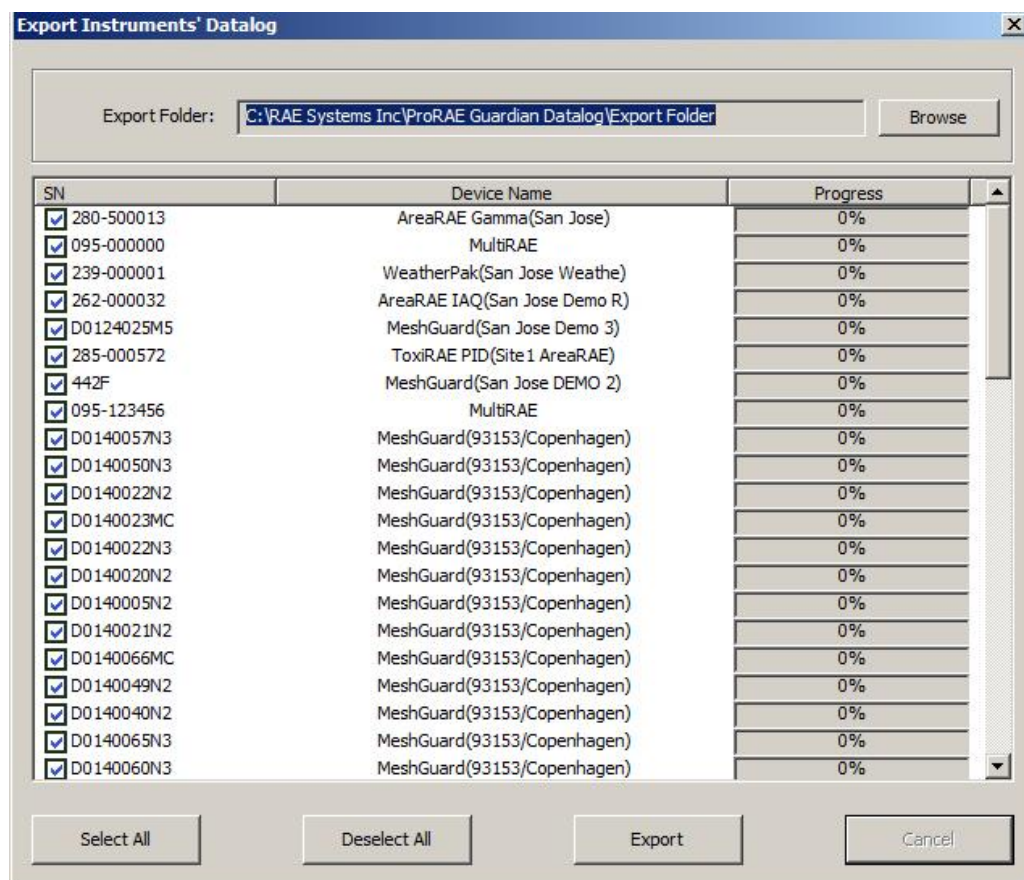 Export Instruments' Datalog
Export Folder: C:\RAE Systems Inc\ProRAE Guardian Datalog\Export Folder Browse
SN Device Name Progress
280-500013 AreaRAE Gamma(San Jose) 0%
095-000000 MultiRAE 0%
239-000001 WeatherPak(San Jose Weathe) 0%
262-000032 AreaRAE IAQ(San Jose Demo R) 0%
D0124025M5 MeshGuard(San Jose Demo 3) 0%
285-000572 ToxiRAE PID(Site1 AreaRAE) 0%
442F MeshGuard(San Jose DEMO 2) 0%
095-123456 MultiRAE 0%
D0140057N3 MeshGuard(93153/Copenhagen) 0%
D0140050N3 MeshGuard(93153/Copenhagen) 0%
D0140022N2 MeshGuard(93153/Copenhagen) 0%
D0140023MC MeshGuard(93153/Copenhagen) 0%
D0140022N3 MeshGuard(93153/Copenhagen) 0%
D0140020N2 MeshGuard(93153/Copenhagen) 0%
D0140005N2 MeshGuard(93153/Copenhagen) 0%
D0140021N2 MeshGuard(93153/Copenhagen) 0%
D0140066MC MeshGuard(93153/Copenhagen) 0%
D0140049N2 MeshGuard(93153/Copenhagen) 0%
D0140040N2 MeshGuard(93153/Copenhagen) 0%
D0140065N3 MeshGuard(93153/Copenhagen) 0%
D0140060N3 MeshGuard(93153/Copenhagen) 0%
Select All Deselect All Export Cancel